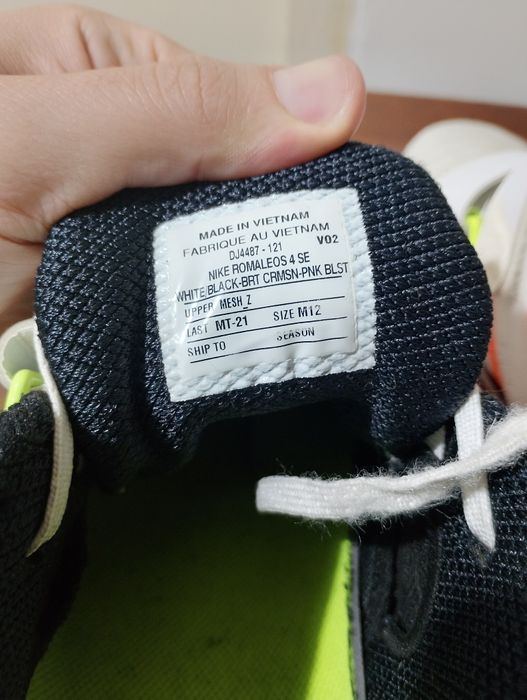 MADE IN VIETNAM
FABRIQUE AU VIETNAM
DJ4487 - 121 V02
NIKE ROMALEOS 4 SE
WHITE/BLACK-BRT CRMSN-PNK BLST
UPPER MESH_Z
LAST MT-21 SIZE M12
SHIP TO SEASON